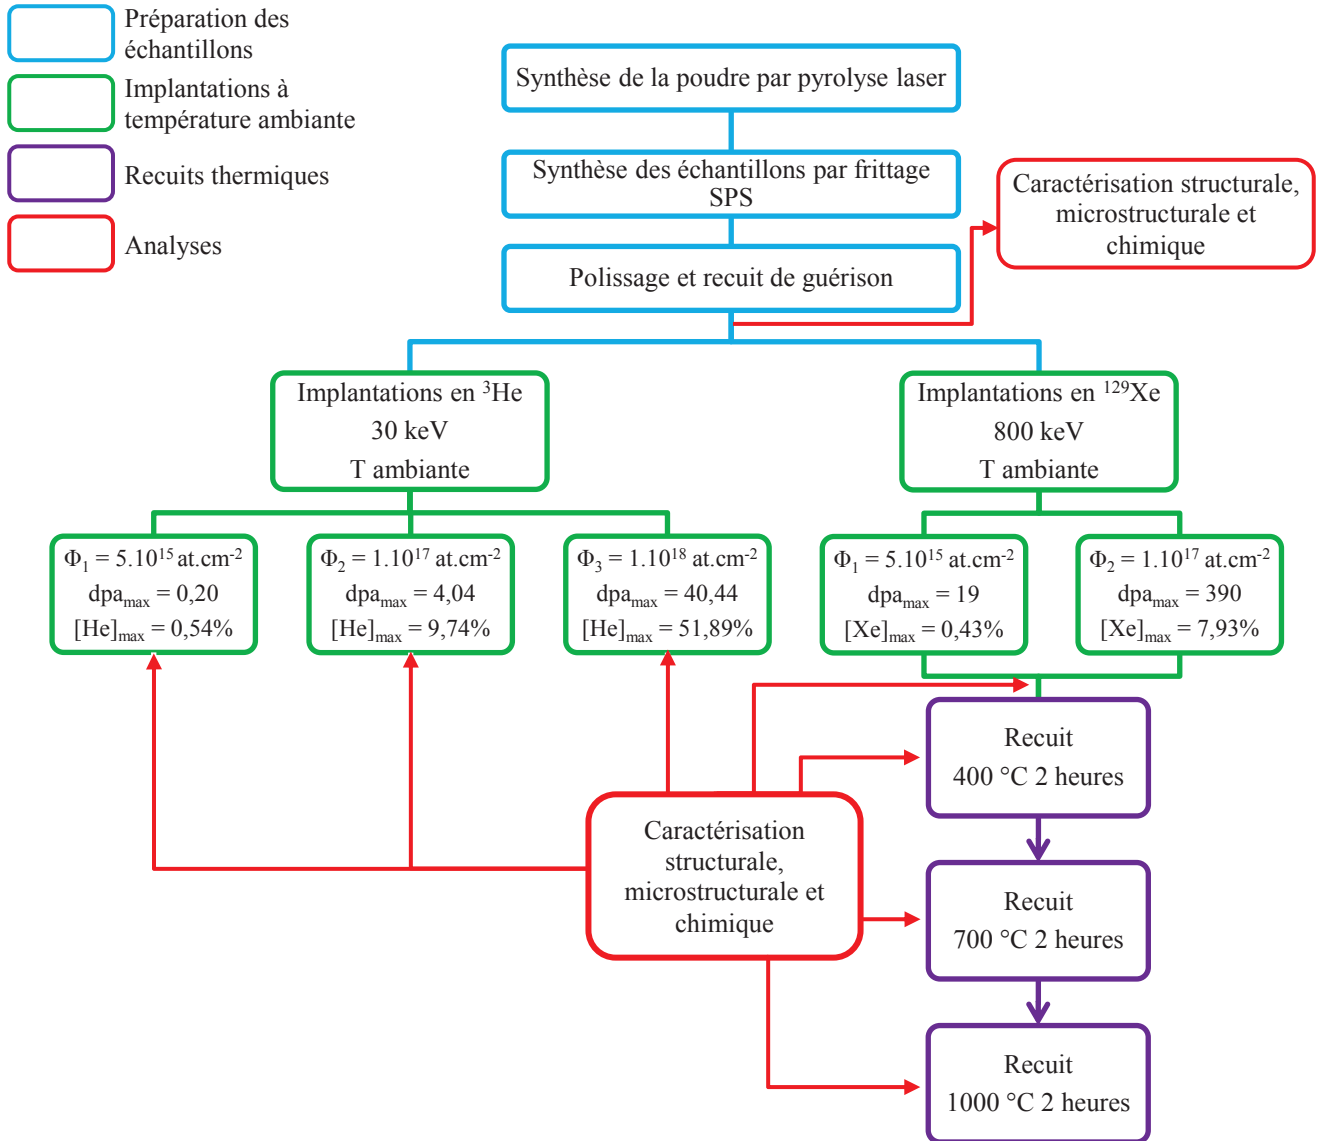 Préparation des
échantillons
Implantations à
température ambiante
Recuits thermiques
Analyses
Synthèse de la poudre par pyrolyse laser
Synthèse des échantillons par frittage
SPS
Caractérisation structurale,
microstructurale et
chimique
Polissage et recuit de guérison
Implantations en ³He
30 keV
T ambiante
Implantations en ¹²⁹Xe
800 keV
T ambiante
Φ₁ = 5.10¹⁵ at.cm⁻²
dpaₘₐₓ = 0,20
[He]ₘₐₓ = 0,54%
Φ₂ = 1.10¹⁷ at.cm⁻²
dpaₘₐₓ = 4,04
[He]ₘₐₓ = 9,74%
Φ₃ = 1.10¹⁸ at.cm⁻²
dpaₘₐₓ = 40,44
[He]ₘₐₓ = 51,89%
Φ₁ = 5.10¹⁵ at.cm⁻²
dpaₘₐₓ = 19
[Xe]ₘₐₓ = 0,43%
Φ₂ = 1.10¹⁷ at.cm⁻²
dpaₘₐₓ = 390
[Xe]ₘₐₓ = 7,93%
Recuit
400 °C 2 heures
Caractérisation
structurale,
microstructurale et
chimique
Recuit
700 °C 2 heures
Recuit
1000 °C 2 heures